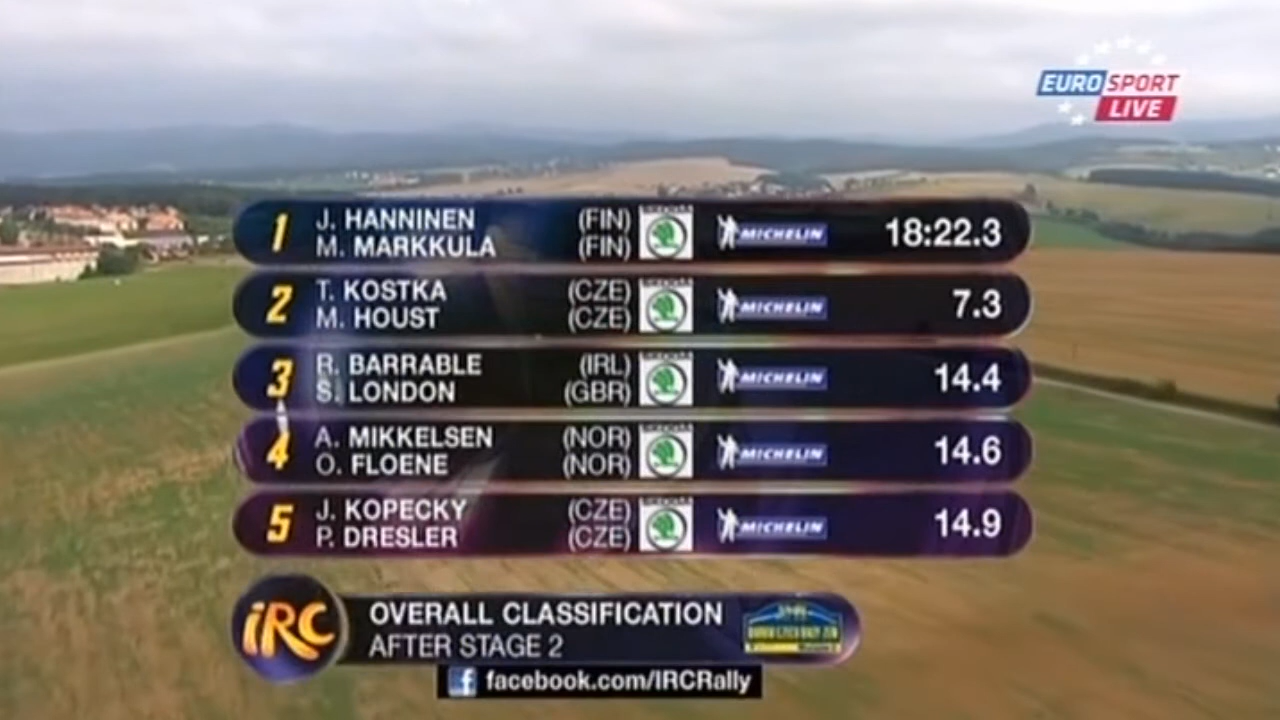 EUROSPORT
LIVE
1 J. HANNINEN (FIN) MICHELIN 18:22.3
M. MARKKULA (FIN)
2 T. KOSTKA (CZE) MICHELIN 7.3
M. HOUST (CZE)
3 R. BARRABLE (IRL) MICHELIN 14.4
S. LONDON (GBR)
4 A. MIKKELSEN (NOR) MICHELIN 14.6
O. FLOENE (NOR)
5 J. KOPECKY (CZE) MICHELIN 14.9
P. DRESLER (CZE)
iRC OVERALL CLASSIFICATION
AFTER STAGE 2
facebook.com/IRCRally